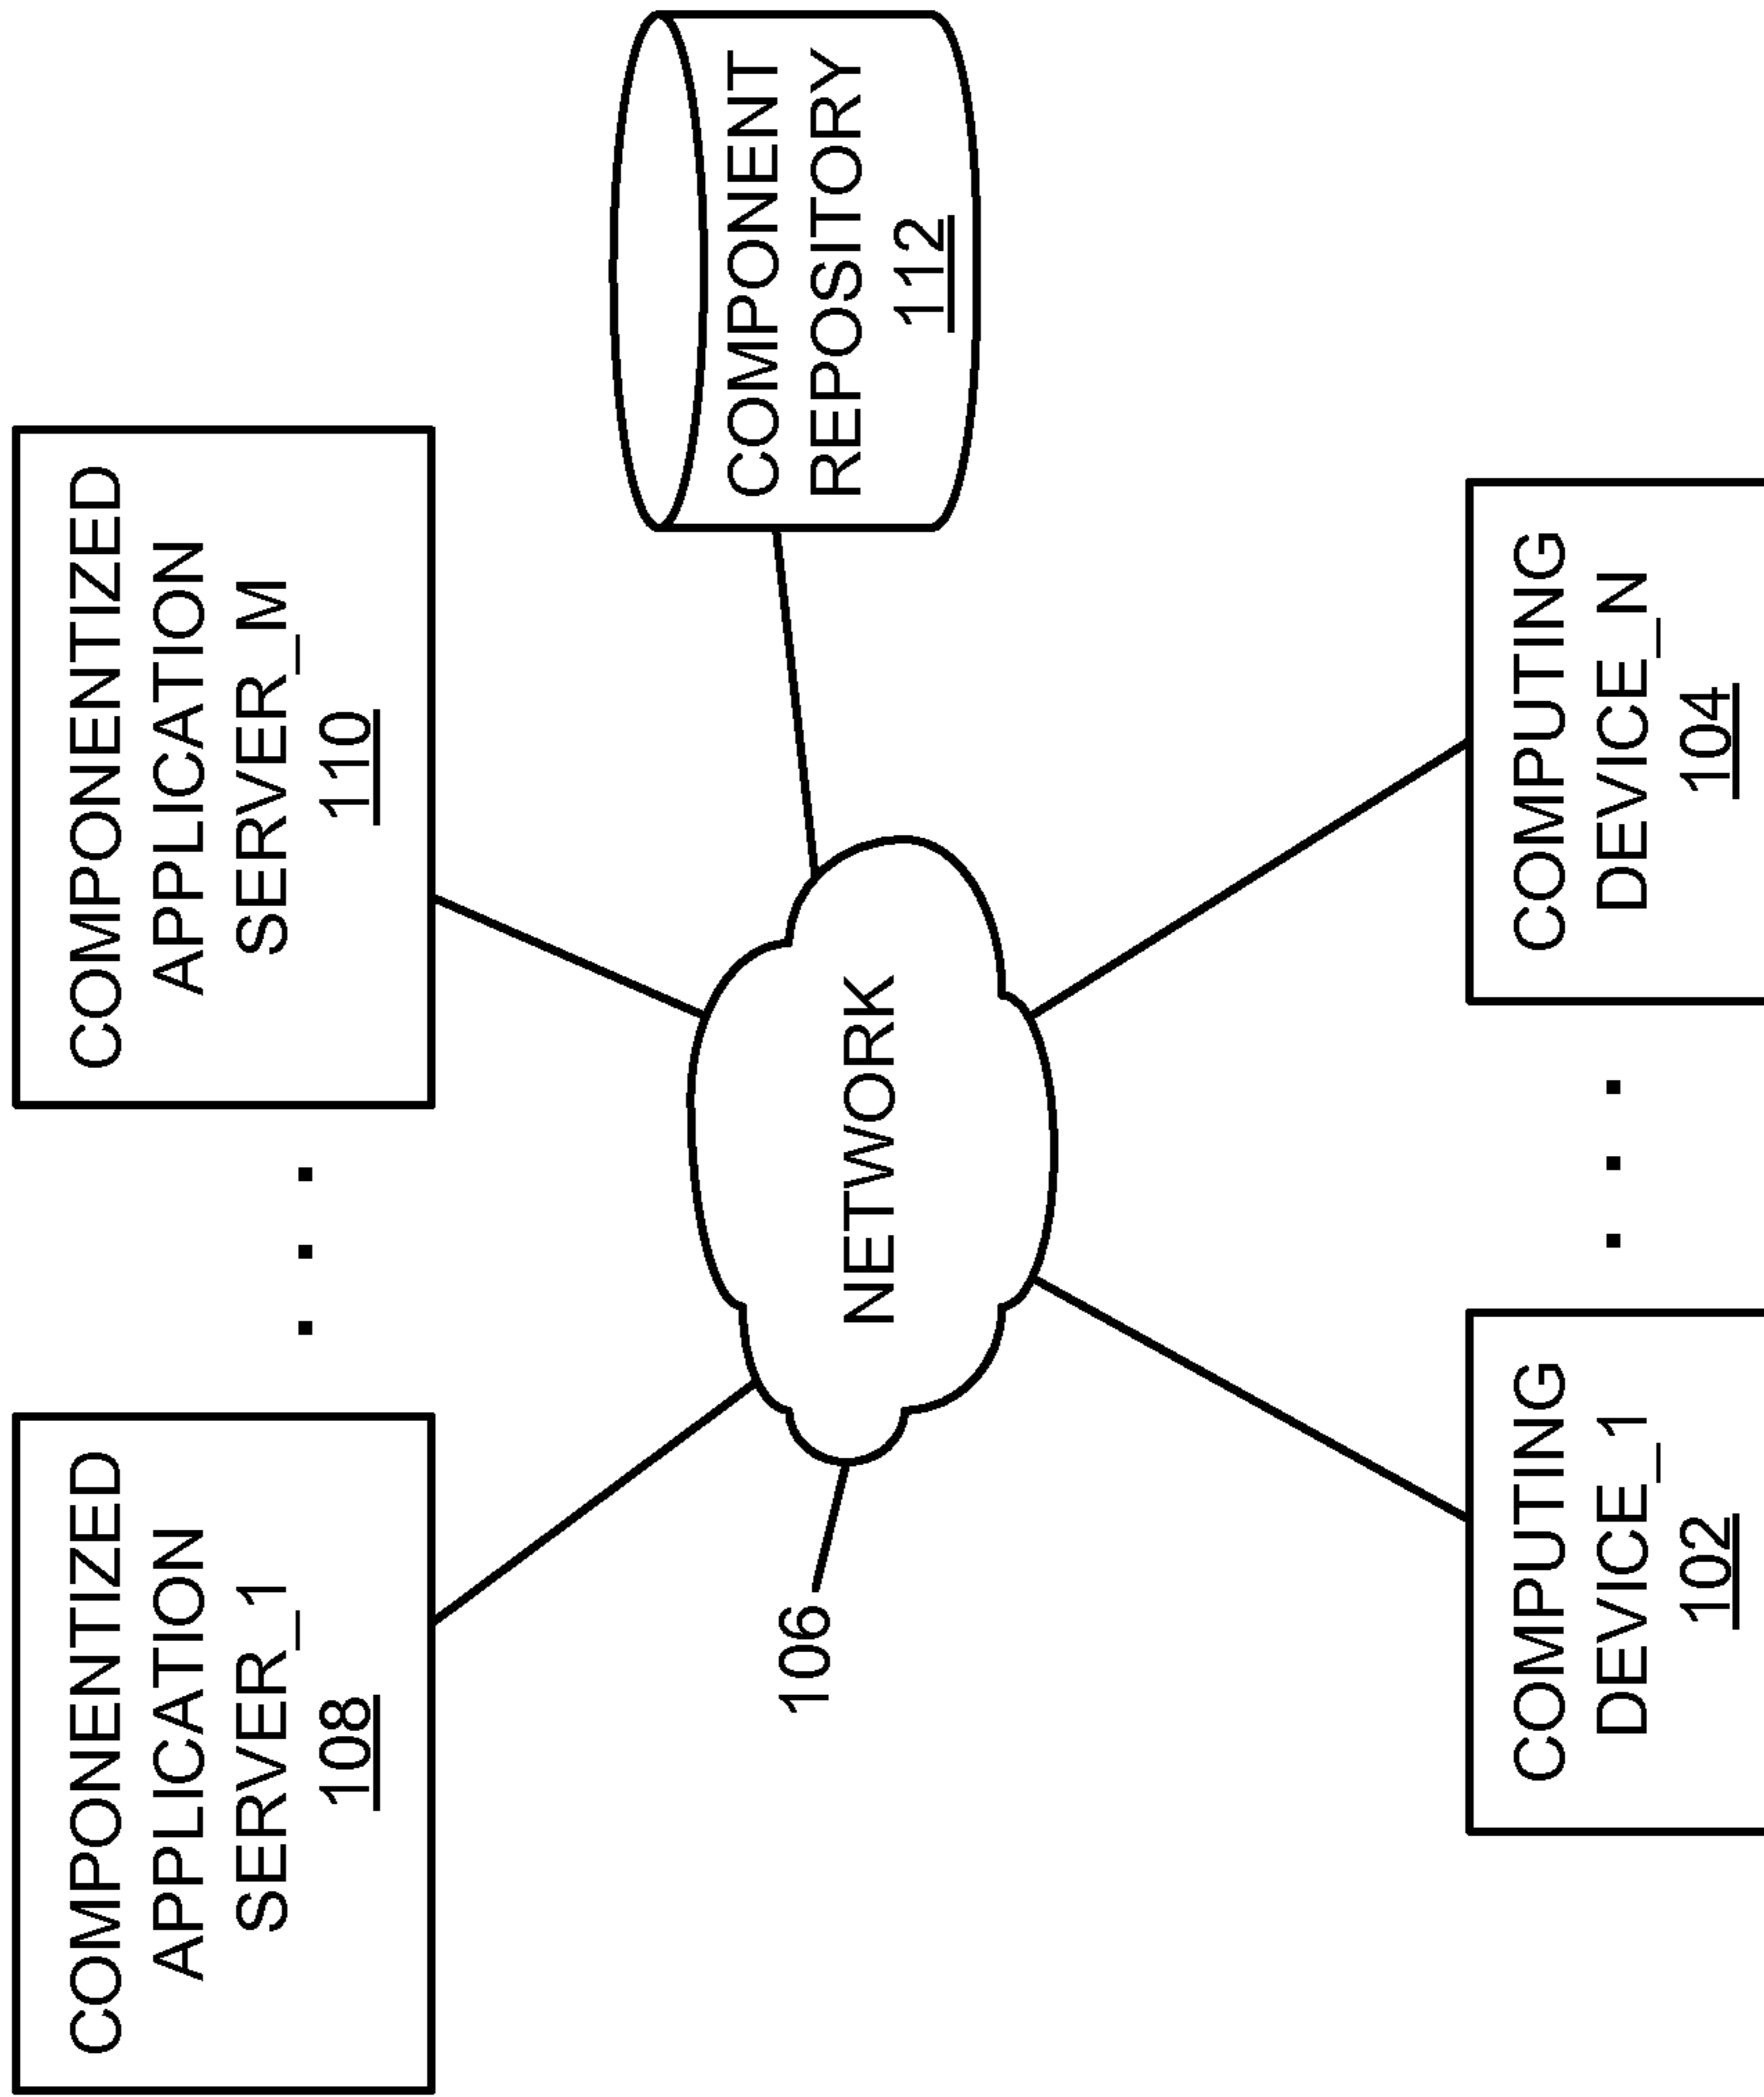 COMPONENTIZED
APPLICATION
SERVER_1
108
COMPONENTIZED
APPLICATION
SERVER_M
110
COMPONENT
REPOSITORY
112
NETWORK
106
COMPUTING
DEVICE_1
102
COMPUTING
DEVICE_N
104